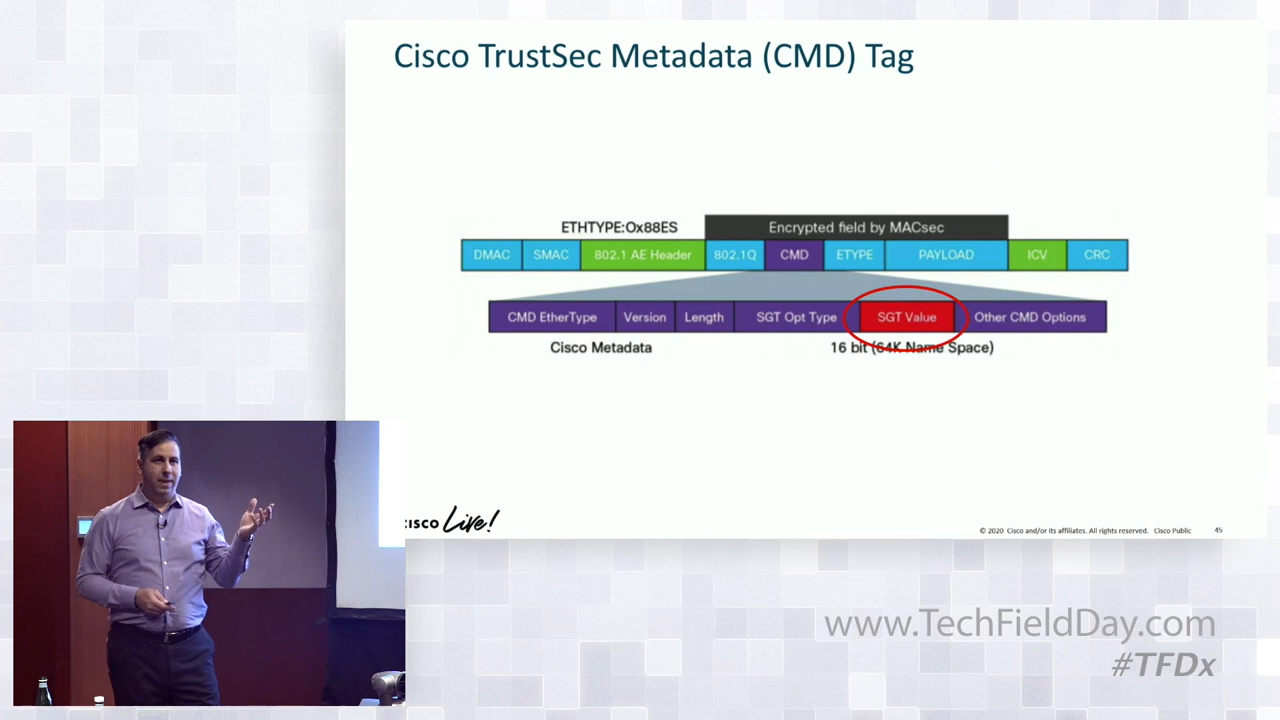 Cisco TrustSec Metadata (CMD) Tag
ETHTYPE:Ox88ES
Encrypted field by MACsec
DMAC SMAC 802.1 AE Header 802.1Q CMD ETYPE PAYLOAD ICV CRC
CMD EtherType Version Length SGT Opt Type SGT Value Other CMD Options
Cisco Metadata
16 bit (64K Name Space)
cisco Live!
© 2020 Cisco and/or its affiliates. All rights reserved. Cisco Public 45
www.TechFieldDay.com
#TFDx